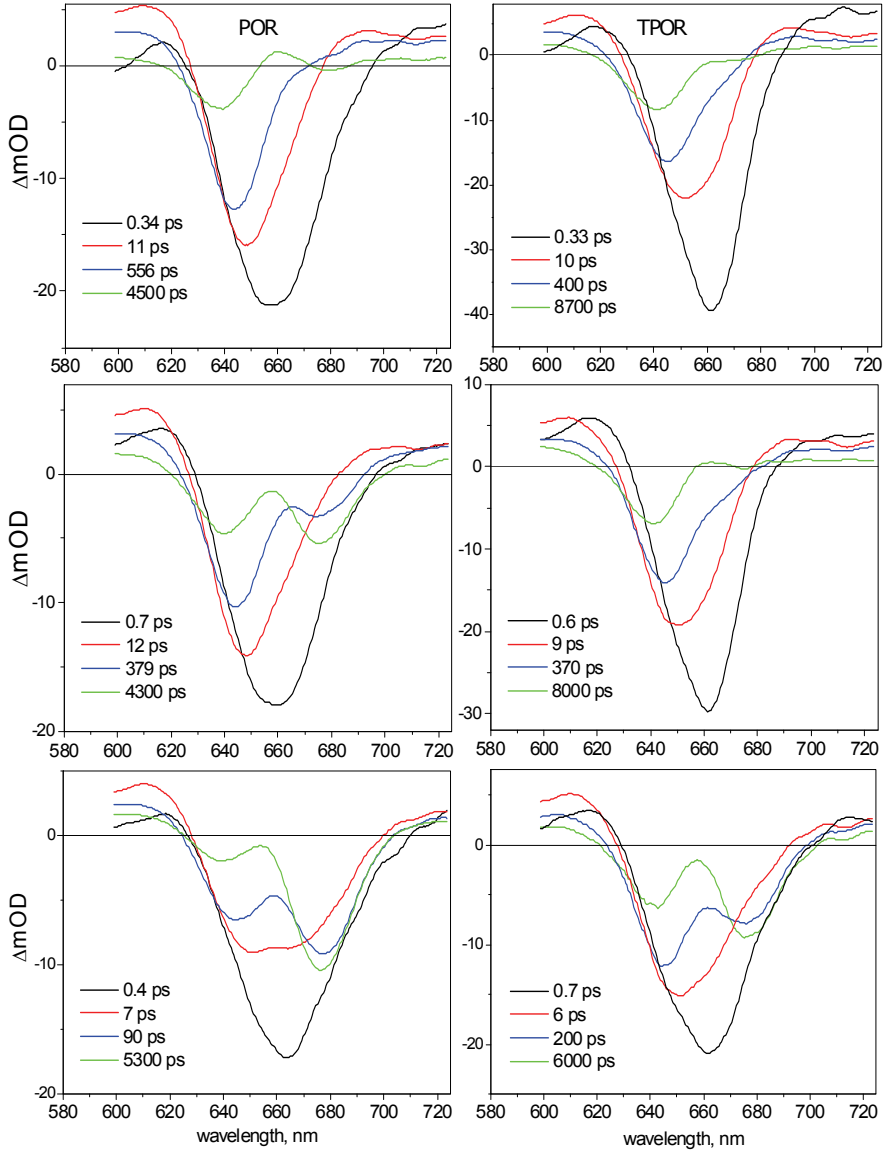 POR
ΔmOD
0
-10
-20
0.34 ps
11 ps
556 ps
4500 ps
580 600 620 640 660 680 700 720
TPOR
0
-10
-20
-30
-40
0.33 ps
10 ps
400 ps
8700 ps
580 600 620 640 660 680 700 720
ΔmOD
0
-10
-20
0.7 ps
12 ps
379 ps
4300 ps
580 600 620 640 660 680 700 720
10
0
-10
-20
-30
0.6 ps
9 ps
370 ps
8000 ps
580 600 620 640 660 680 700 720
ΔmOD
0
-10
-20
0.4 ps
7 ps
90 ps
5300 ps
580 600 620 640 660 680 700 720
wavelength, nm
0
-10
-20
0.7 ps
6 ps
200 ps
6000 ps
580 600 620 640 660 680 700 720
wavelength, nm